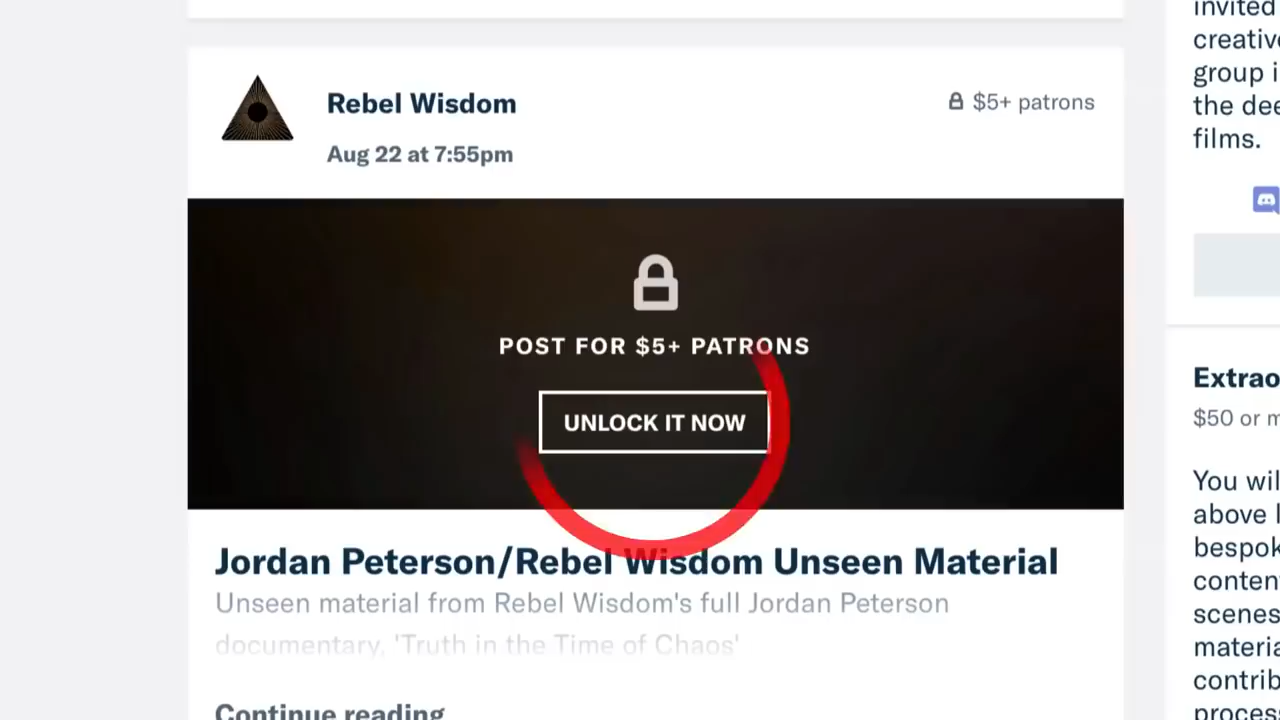 Rebel Wisdom
$5+ patrons
Aug 22 at 7:55pm
POST FOR $5+ PATRONS
UNLOCK IT NOW
Jordan Peterson/Rebel Wisdom Unseen Material
Unseen material from Rebel Wisdom's full Jordan Peterson
documentary, 'Truth in the Time of Chaos'
Continue reading
invited
creativ
group i
the dee
films.
Extrao
$50 or m
You wil
above l
bespok
conten
scenes
materia
contrib
proces